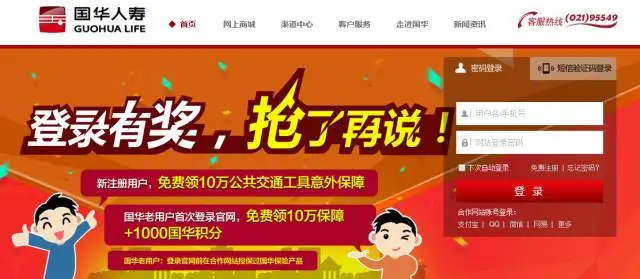 国华人寿
GUOHUA LIFE
首页 网上商城 渠道中心 客户服务 走进国华 新闻资讯
客服热线 (021)95549
密码登录 短信验证码登录
用户名/手机号
网站登录密码
下次自动登录 免费注册 | 忘记密码?
登 录
合作网站账号登录:
支付宝 | QQ | 微信 | 网易 | 更多
登录有奖,抢了再说!
新注册用户,免费领10万公共交通工具意外保障
国华老用户首次登录官网,免费领10万保障
+1000国华积分
国华老用户:登录官网前在合作网站投保过国华保险产品